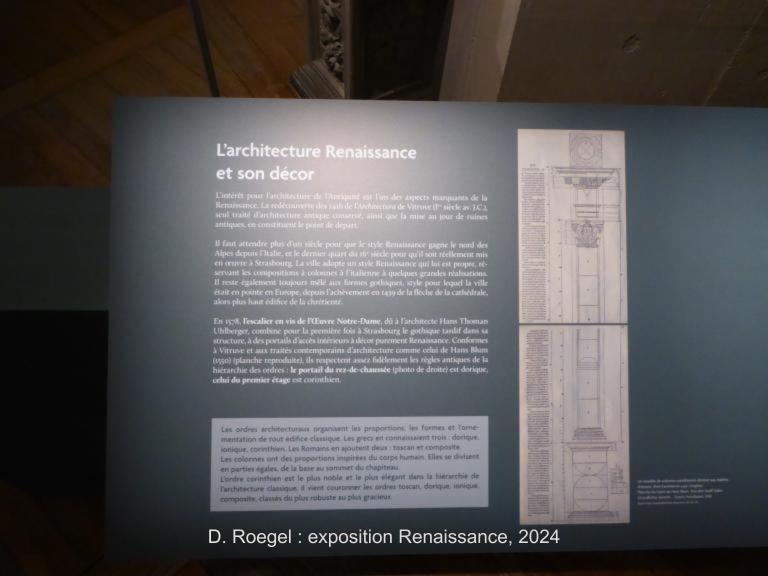 L'architecture Renaissance
et son décor
L'intérêt pour l'architecture de l'Antiquité est l'un des aspects marquants de la
Renaissance. La redécouverte dès 1416 de l'Architectura de Vitruve (Iᵉʳ siècle av. J.C.),
seul traité d'architecture antique conservé, ainsi que la mise au jour de ruines
antiques, en constituent le point de départ.
Il faut attendre plus d'un siècle pour que le style Renaissance gagne le nord des
Alpes depuis l'Italie, et le dernier quart du 16ᵉ siècle pour qu'il soit réellement mis
en œuvre à Strasbourg. La ville adopte un style Renaissance qui lui est propre, ré-
servant les compositions à colonnes à l'italienne à quelques grandes réalisations.
Il reste également toujours mêlé aux formes gothiques, style pour lequel la ville
était en pointe en Europe, depuis l'achèvement en 1439 de la flèche de la cathédrale,
alors plus haut édifice de la chrétienté.
En 1578, l'escalier en vis de l'Œuvre Notre-Dame, dû à l'architecte Hans Thoman
Uhlberger, combine pour la première fois à Strasbourg le gothique tardif dans sa
structure, à des portails d'accès intérieurs à décor purement Renaissance. Conformes
à Vitruve et aux traités contemporains d'architecture comme celui de Hans Blum
(1550) (planche reproduite), ils respectent assez fidèlement les règles antiques de la
hiérarchie des ordres : le portail du rez-de-chaussée (photo de droite) est dorique,
celui du premier étage est corinthien.
Les ordres architecturaux organisent les proportions, les formes et l'orne-
mentation de tout édifice classique. Les grecs en connaissaient trois : dorique,
ionique, corinthien. Les Romains en ajoutent deux : toscan et composite.
Les colonnes ont des proportions inspirées du corps humain. Elles se divisent
en parties égales, de la base au sommet du chapiteau.
L'ordre corinthien est le plus noble et le plus élégant dans la hiérarchie de
l'architecture classique, il vient couronner les ordres toscan, dorique, ionique,
composite, classés du plus robuste au plus gracieux.
D. Roegel : exposition Renaissance, 2024